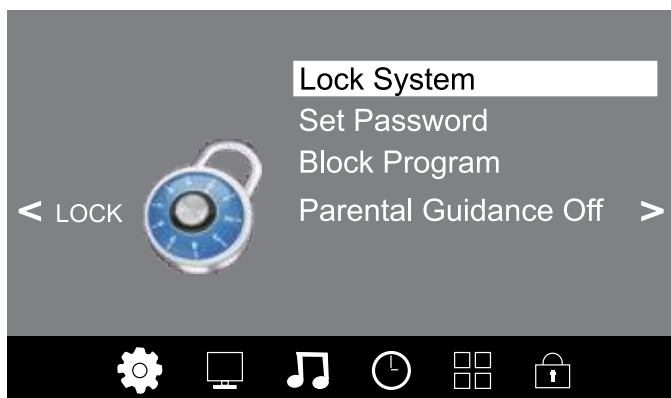 Lock System
Set Password
Block Program
< LOCK
Parental Guidance Off >